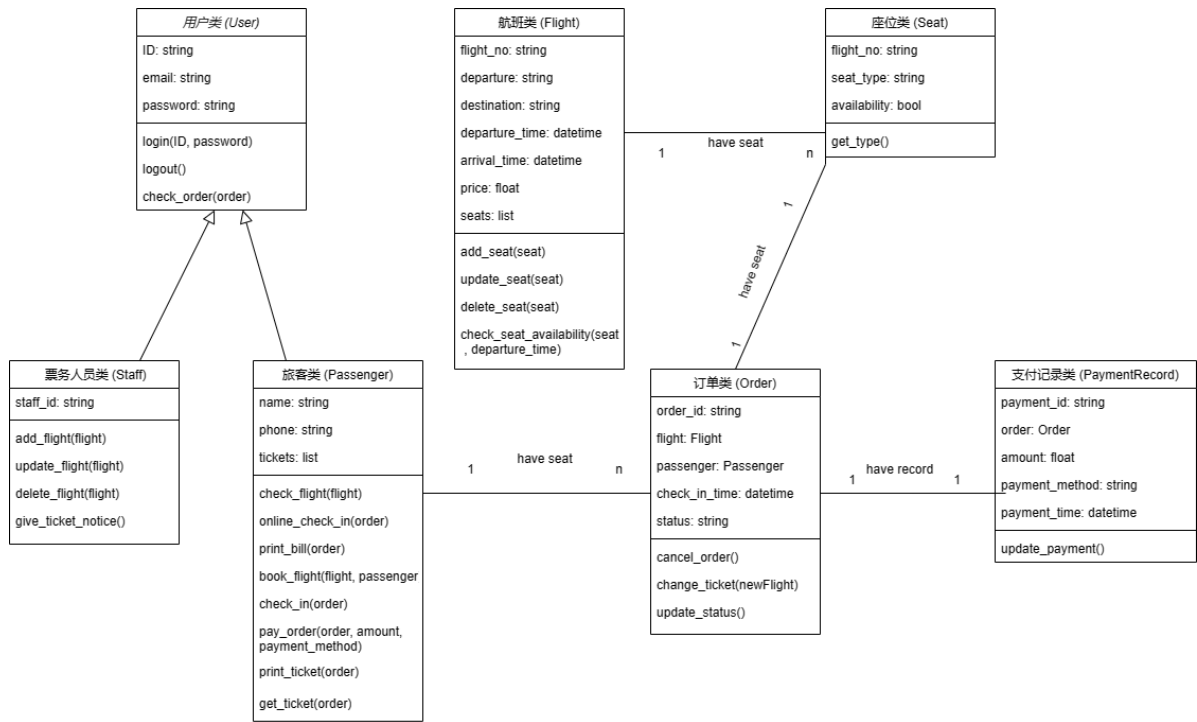 用户类 (User)
ID: string
email: string
password: string
login(ID, password)
logout()
check_order(order)
航班类 (Flight)
flight_no: string
departure: string
destination: string
departure_time: datetime
arrival_time: datetime
price: float
seats: list
add_seat(seat)
update_seat(seat)
delete_seat(seat)
check_seat_availability(seat
, departure_time)
座位类 (Seat)
flight_no: string
seat_type: string
availability: bool
get_type()
have seat
1
n
1
have seat
1
票务人员类 (Staff)
staff_id: string
add_flight(flight)
update_flight(flight)
delete_flight(flight)
give_ticket_notice()
旅客类 (Passenger)
name: string
phone: string
tickets: list
check_flight(flight)
online_check_in(order)
print_bill(order)
book_flight(flight, passenger
check_in(order)
pay_order(order, amount,
payment_method)
print_ticket(order)
get_ticket(order)
have seat
1
n
订单类 (Order)
order_id: string
flight: Flight
passenger: Passenger
check_in_time: datetime
status: string
cancel_order()
change_ticket(newFlight)
update_status()
have record
1
1
支付记录类 (PaymentRecord)
payment_id: string
order: Order
amount: float
payment_method: string
payment_time: datetime
update_payment()